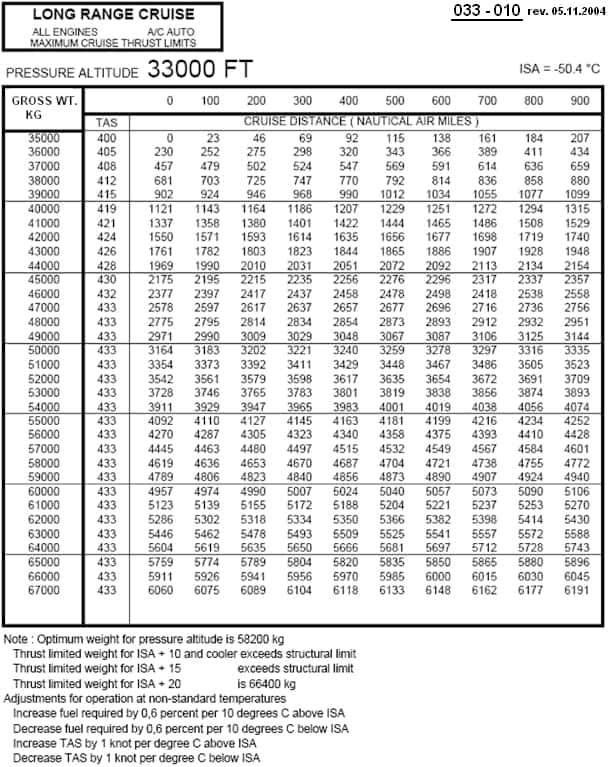 LONG RANGE CRUISE
ALL ENGINES A/C AUTO
MAXIMUM CRUISE THRUST LIMITS
033 - 010 rev. 05.11.2004
PRESSURE ALTITUDE 33000 FT ISA = -50.4 °C
GROSS WT. KG TAS 0 100 200 300 400 500 600 700 800 900
CRUISE DISTANCE ( NAUTICAL AIR MILES )
35000 400 0 23 46 69 92 115 138 161 184 207
36000 405 230 252 275 298 320 343 366 389 411 434
37000 408 457 479 502 524 547 569 591 614 636 659
38000 412 681 703 725 747 770 792 814 836 858 880
39000 415 902 924 946 968 990 1012 1034 1055 1077 1099
40000 419 1121 1143 1164 1186 1207 1229 1251 1272 1294 1315
41000 421 1337 1358 1380 1401 1422 1444 1465 1486 1508 1529
42000 424 1550 1571 1593 1614 1635 1656 1677 1698 1719 1740
43000 426 1761 1782 1803 1823 1844 1865 1886 1907 1928 1948
44000 428 1969 1990 2010 2031 2051 2072 2092 2113 2134 2154
45000 430 2175 2195 2215 2235 2256 2276 2296 2317 2337 2357
46000 432 2377 2397 2417 2437 2458 2478 2498 2418 2538 2558
47000 433 2578 2597 2617 2637 2657 2677 2696 2716 2736 2756
48000 433 2775 2795 2814 2834 2854 2873 2893 2912 2932 2951
49000 433 2971 2990 3009 3029 3048 3067 3087 3106 3125 3144
50000 433 3164 3183 3202 3221 3240 3259 3278 3297 3316 3335
51000 433 3354 3373 3392 3411 3429 3448 3467 3486 3505 3523
52000 433 3542 3561 3579 3598 3617 3635 3654 3672 3691 3709
53000 433 3728 3746 3765 3783 3801 3819 3838 3856 3874 3893
54000 433 3911 3929 3947 3965 3983 4001 4019 4038 4056 4074
55000 433 4092 4110 4127 4145 4163 4181 4199 4216 4234 4252
56000 433 4270 4287 4305 4323 4340 4358 4375 4393 4410 4428
57000 433 4445 4463 4480 4497 4515 4532 4549 4567 4584 4601
58000 433 4619 4636 4653 4670 4687 4704 4721 4738 4755 4772
59000 433 4789 4806 4823 4840 4856 4873 4890 4907 4924 4940
60000 433 4957 4974 4990 5007 5024 5040 5057 5073 5090 5106
61000 433 5123 5139 5155 5172 5188 5204 5221 5237 5253 5270
62000 433 5286 5302 5318 5334 5350 5366 5382 5398 5414 5430
63000 433 5446 5462 5478 5493 5509 5525 5541 5557 5572 5588
64000 433 5604 5619 5635 5650 5666 5681 5697 5712 5728 5743
65000 433 5759 5774 5789 5804 5820 5835 5850 5865 5880 5896
66000 433 5911 5926 5941 5956 5970 5985 6000 6015 6030 6045
67000 433 6060 6075 6089 6104 6118 6133 6148 6162 6177 6191
Note : Optimum weight for pressure altitude is 58200 kg
Thrust limited weight for ISA + 10 and cooler exceeds structural limit
Thrust limited weight for ISA + 15 exceeds structural limit
Thrust limited weight for ISA + 20 is 66400 kg
Adjustments for operation at non-standard temperatures
Increase fuel required by 0,6 percent per 10 degrees C above ISA
Decrease fuel required by 0,6 percent per 10 degrees C below ISA
Increase TAS by 1 knot per degree C above ISA
Decrease TAS by 1 knot per degree C below ISA